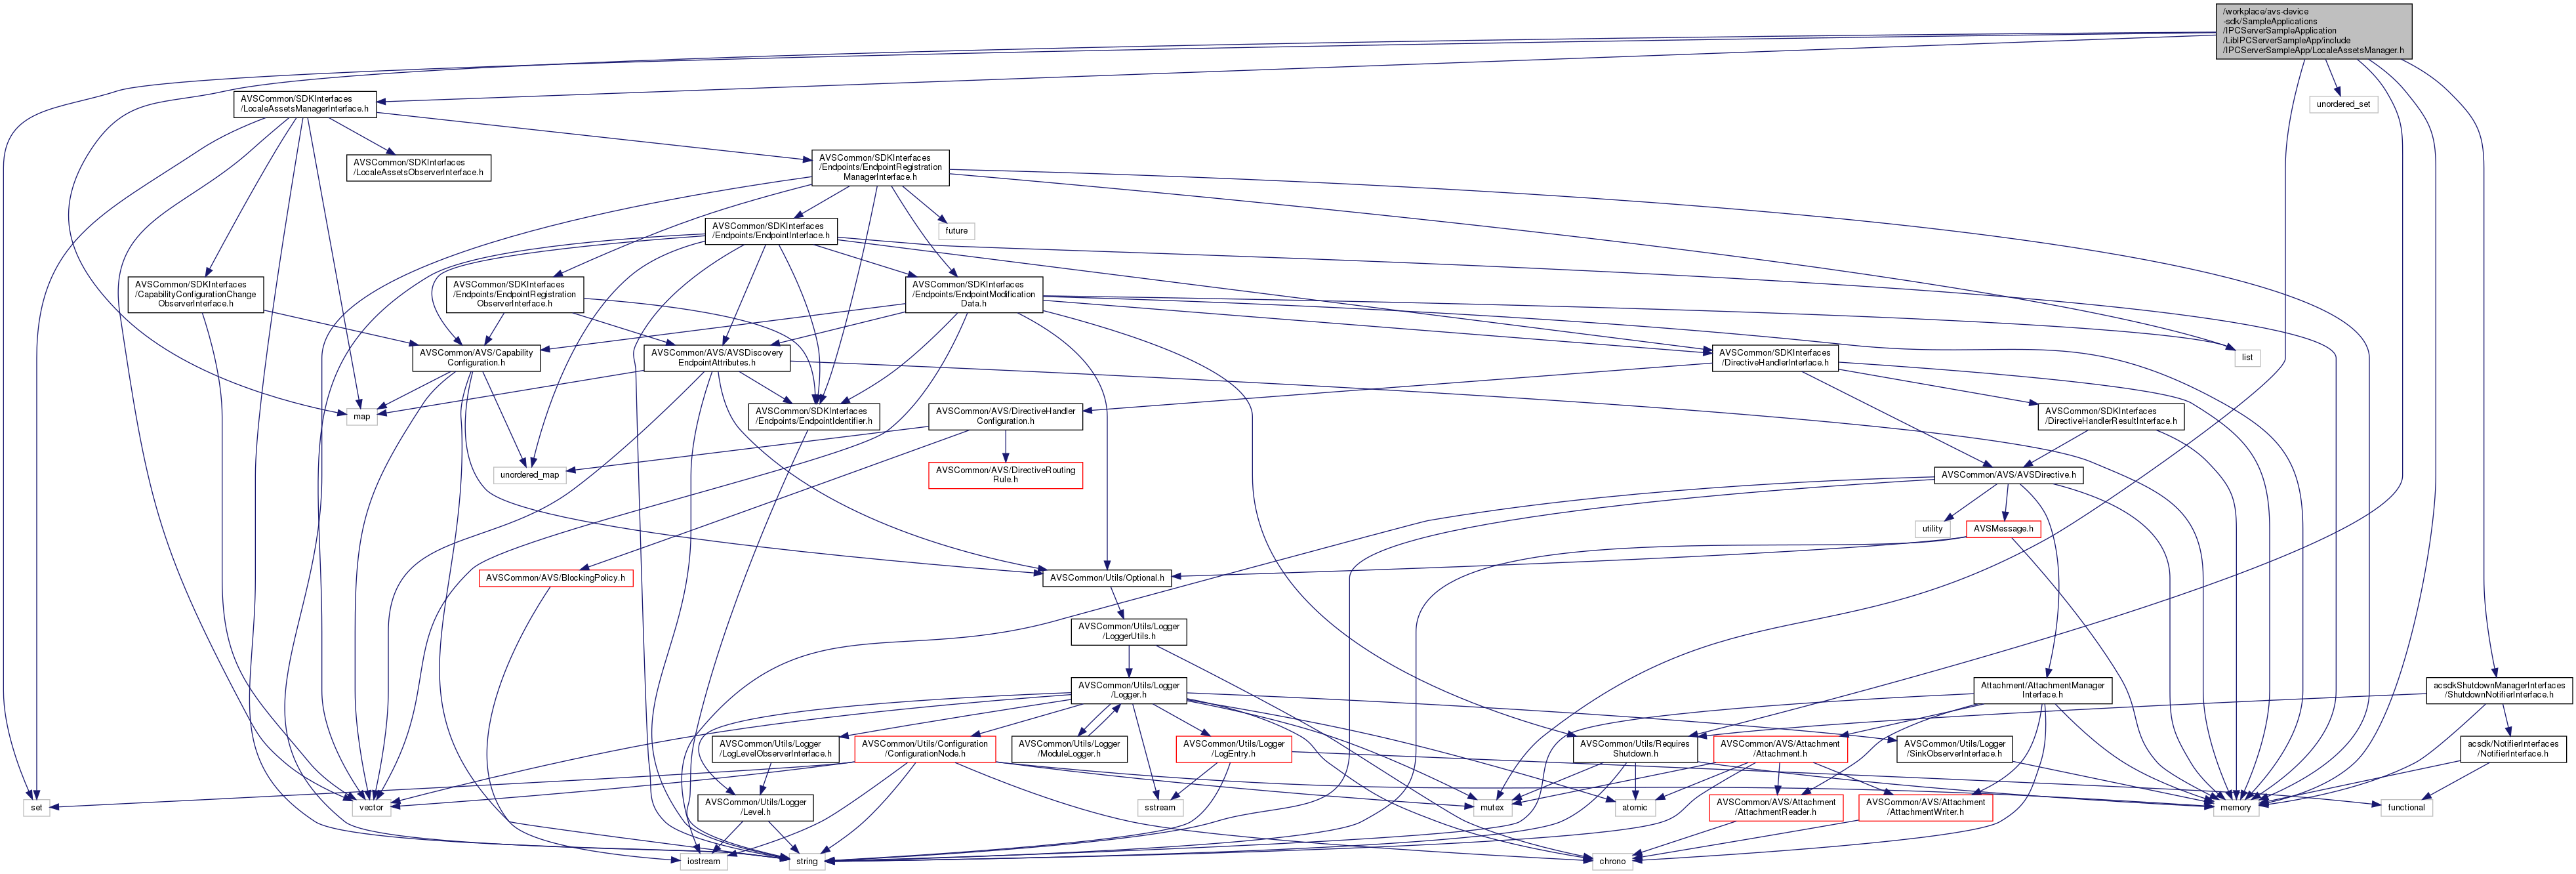 /workplace/avs-device
-sdk/SampleApplications
/IPCServerSampleApplication
/LibIPCServerSampleApp/include
/IPCServerSampleApp/LocaleAssetsManager.h
AVSCommon/SDKInterfaces
/LocaleAssetsManagerInterface.h
unordered_set
AVSCommon/SDKInterfaces
/LocaleAssetsObserverInterface.h
AVSCommon/SDKInterfaces
/Endpoints/EndpointRegistration
ManagerInterface.h
AVSCommon/SDKInterfaces
/Endpoints/EndpointInterface.h
future
AVSCommon/SDKInterfaces
/CapabilityConfigurationChange
ObserverInterface.h
AVSCommon/SDKInterfaces
/Endpoints/EndpointRegistration
ObserverInterface.h
AVSCommon/SDKInterfaces
/Endpoints/EndpointModification
Data.h
AVSCommon/AVS/Capability
Configuration.h
AVSCommon/AVS/AVSDiscovery
EndpointAttributes.h
AVSCommon/SDKInterfaces
/DirectiveHandlerInterface.h
list
map
AVSCommon/SDKInterfaces
/Endpoints/EndpointIdentifier.h
AVSCommon/AVS/DirectiveHandler
Configuration.h
AVSCommon/SDKInterfaces
/DirectiveHandlerResultInterface.h
unordered_map
AVSCommon/AVS/DirectiveRouting
Rule.h
AVSCommon/AVS/AVSDirective.h
utility
AVSMessage.h
AVSCommon/AVS/BlockingPolicy.h
AVSCommon/Utils/Optional.h
AVSCommon/Utils/Logger
/LoggerUtils.h
AVSCommon/Utils/Logger
/Logger.h
Attachment/AttachmentManager
Interface.h
acsdkShutdownManagerInterfaces
/ShutdownNotifierInterface.h
AVSCommon/Utils/Logger
/LogLevelObserverInterface.h
AVSCommon/Utils/Configuration
/ConfigurationNode.h
AVSCommon/Utils/Logger
/ModuleLogger.h
AVSCommon/Utils/Logger
/LogEntry.h
AVSCommon/Utils/Requires
Shutdown.h
AVSCommon/AVS/Attachment
/Attachment.h
AVSCommon/Utils/Logger
/SinkObserverInterface.h
acsdk/NotifierInterfaces
/NotifierInterface.h
set
vector
AVSCommon/Utils/Logger
/Level.h
sstream
mutex
atomic
AVSCommon/AVS/Attachment
/AttachmentReader.h
AVSCommon/AVS/Attachment
/AttachmentWriter.h
memory
functional
iostream
string
chrono